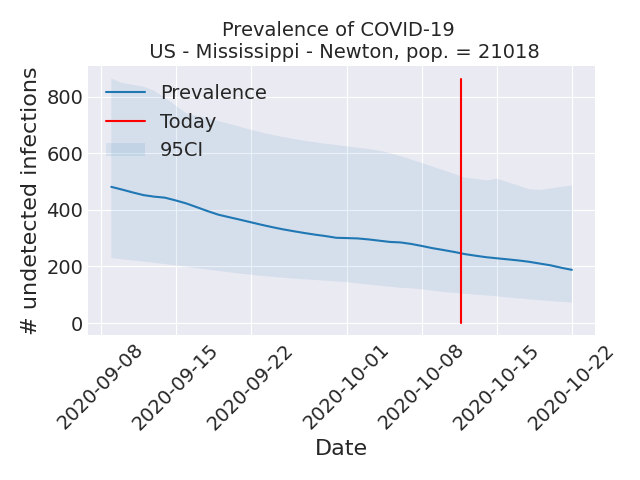 Prevalence of COVID-19
US - Mississippi - Newton, pop. = 21018
# undetected infections
800
600
400
200
0
Prevalence
Today
95CI
2020-09-08
2020-09-15
2020-09-22
2020-10-01
2020-10-08
2020-10-15
2020-10-22
Date